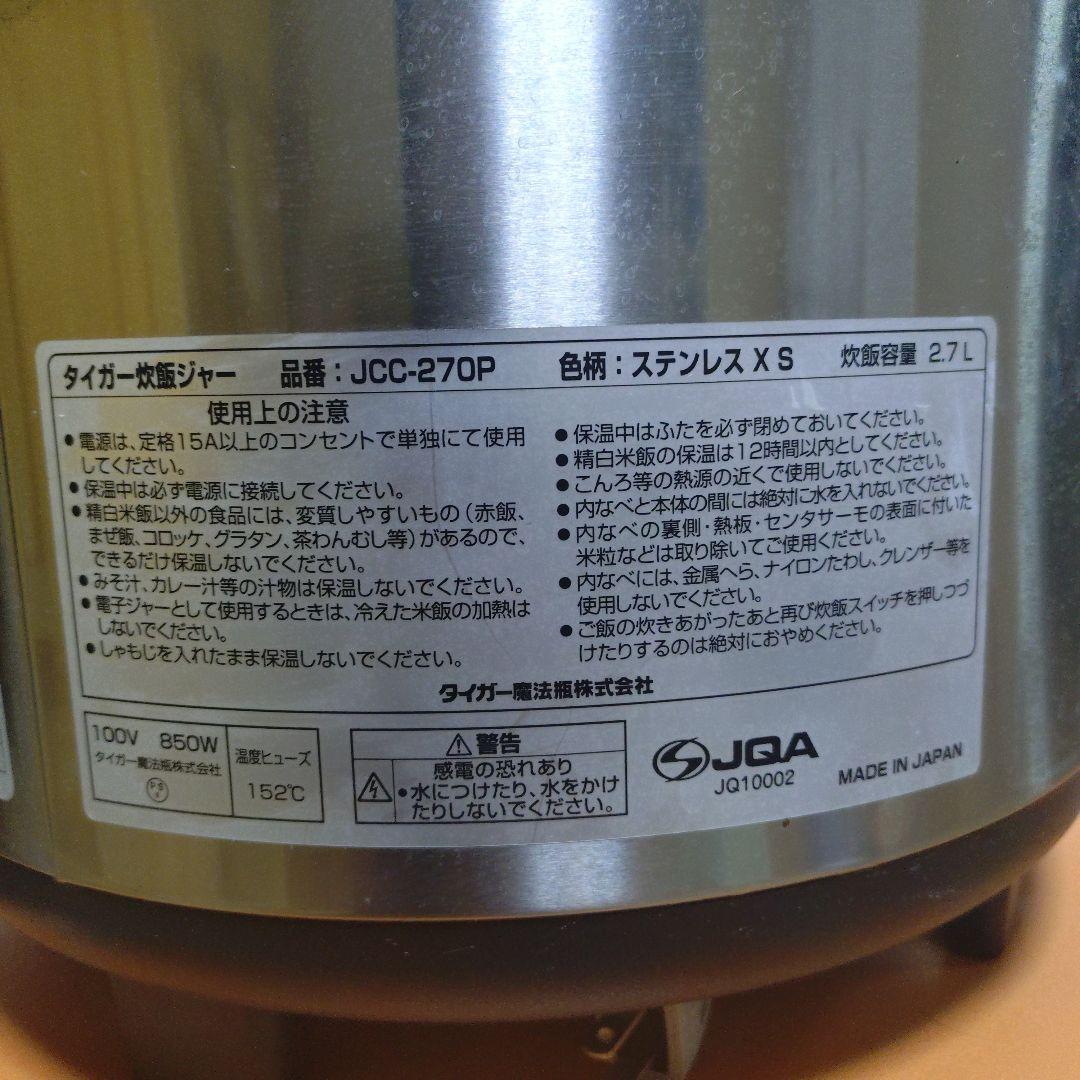 タイガー炊飯ジャー 品番：JCC-270P 色柄：ステンレス X S 炊飯容量 2.7L
使用上の注意
●電源は、定格15A以上のコンセントで単独にて使用
してください。
●保温中は必ず電源に接続してください。
●精白米飯以外の食品には、変質しやすいもの（赤飯、
まぜ飯、コロッケ、グラタン、茶わんむし等）があるので、
できるだけ保温しないでください。
●みそ汁、カレー汁等の汁物は保温しないでください。
●電子ジャーとして使用するときは、冷えた米飯の加熱は
しないでください。
●しゃもじを入れたまま保温しないでください。
●保温中はふたを必ず閉めておいてください。
●精白米飯の保温は12時間以内としてください。
●こんろ等の熱源の近くで使用しないでください。
●内なべと本体の間には絶対に水を入れないでください。
●内なべの裏側・熱板・センタサーモの表面に付いた
米粒などは取り除いてご使用ください。
●内なべには、金属へら、ナイロンたわし、クレンザー等を
使用しないでください。
●ご飯の炊きあがったあと再び炊飯スイッチを押しつづ
けたりするのは絶対におやめください。
タイガー魔法瓶株式会社
100V 850W
タイガー魔法瓶株式会社
PSE
温度ヒューズ
152℃
⚠警告
感電の恐れあり
・水につけたり、水をかけ
たりしないでください。
JQA
JQ10002
MADE IN JAPAN